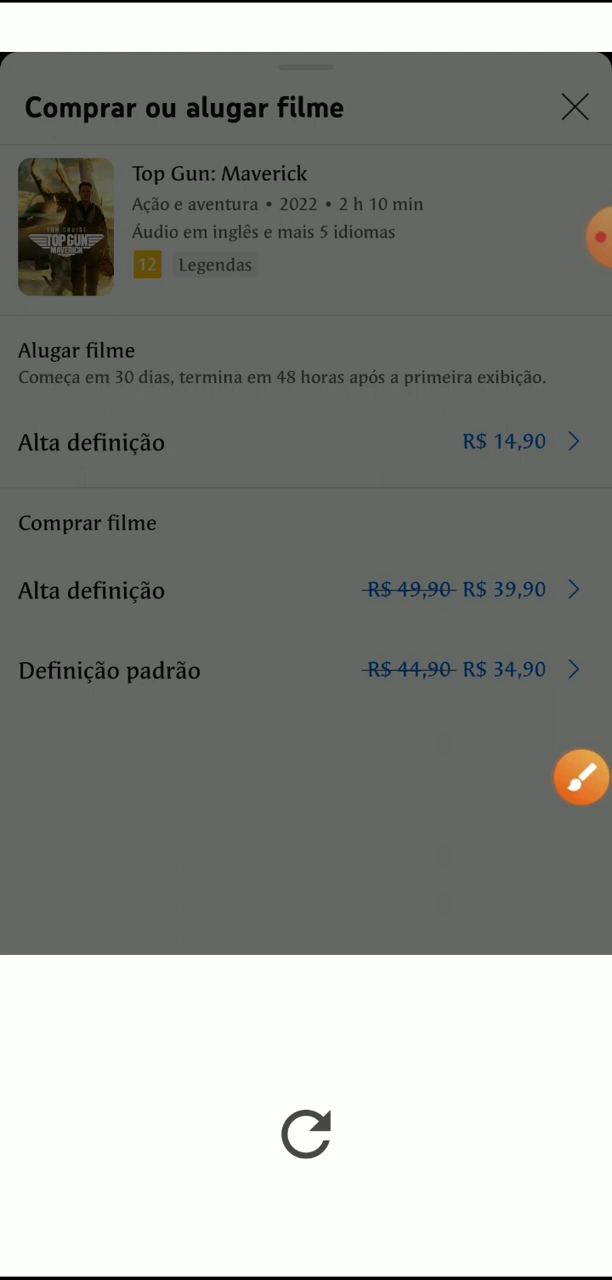 Comprar ou alugar filme
Top Gun: Maverick
Ação e aventura • 2022 • 2 h 10 min
Áudio em inglês e mais 5 idiomas
12 Legendas
TOM CRUISE
TOP GUN
MAVERICK
Alugar filme
Começa em 30 dias, termina em 48 horas após a primeira exibição.
Alta definição R$ 14,90
Comprar filme
Alta definição R$ 49,90 R$ 39,90
Definição padrão R$ 44,90 R$ 34,90